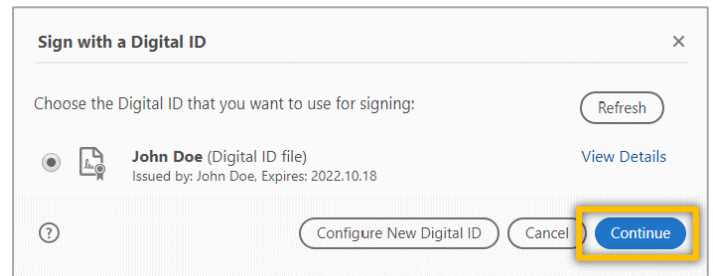 Sign with a Digital ID
Choose the Digital ID that you want to use for signing:
Refresh
John Doe (Digital ID file)
View Details
Issued by: John Doe, Expires: 2022.10.18
?
Configure New Digital ID
Cancel
Continue